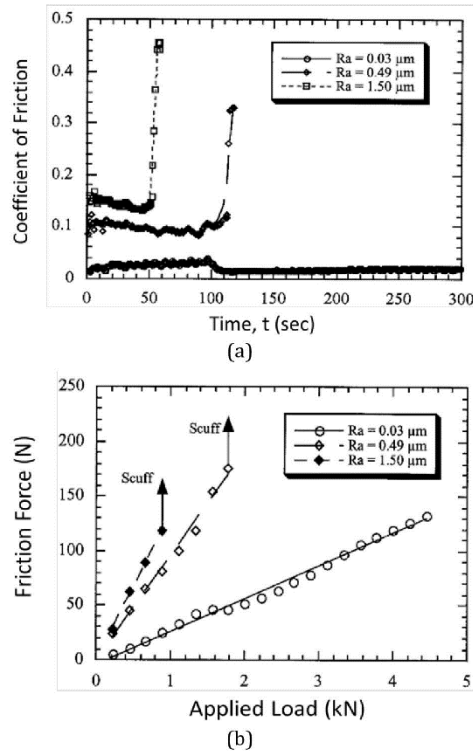 (a)
Coefficient of Friction
0.5
0.4
0.3
0.2
0.1
0
Ra = 0.03 µm
Ra = 0.49 µm
Ra = 1.50 µm
0 50 100 150 200 250 300
Time, t (sec)
(a)
Friction Force (N)
250
200
150
100
50
0
Scuff
Scuff
Ra = 0.03 µm
Ra = 0.49 µm
Ra = 1.50 µm
0 1 2 3 4 5
Applied Load (kN)
(b)